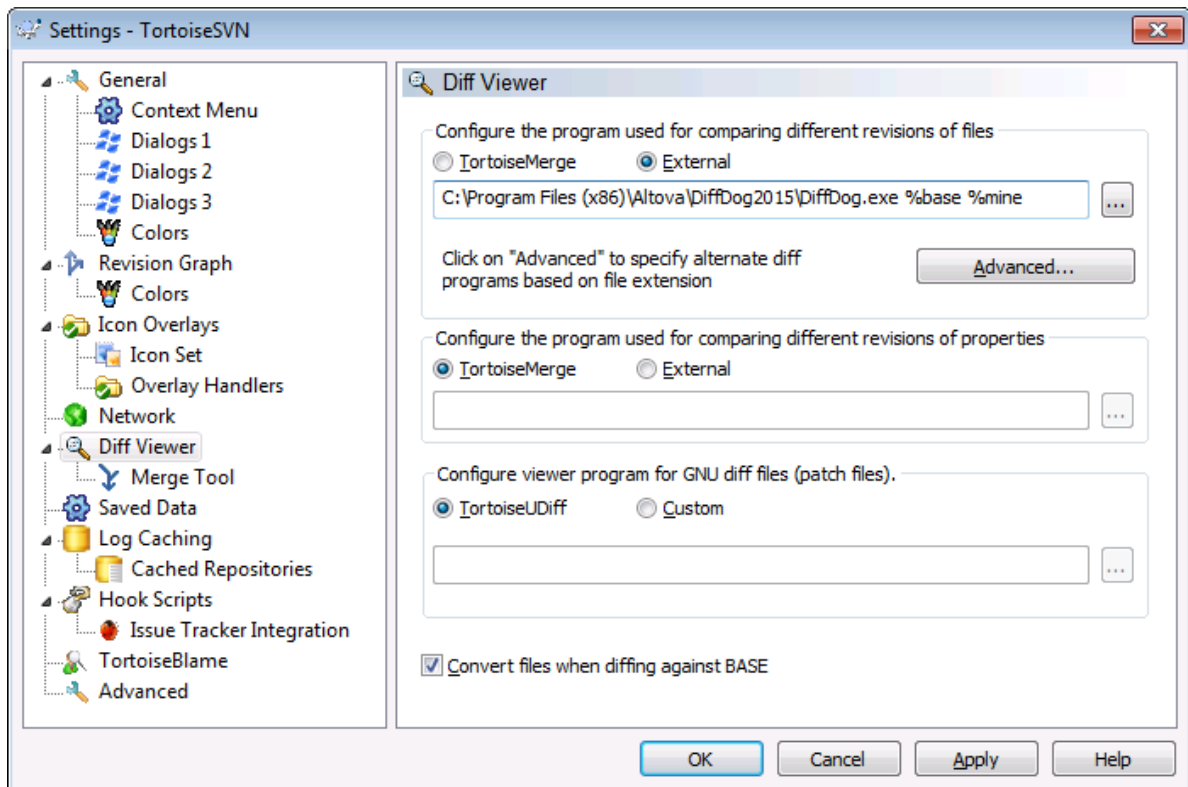 Settings - TortoiseSVN
General
Context Menu
Dialogs 1
Dialogs 2
Dialogs 3
Colors
Revision Graph
Colors
Icon Overlays
Icon Set
Overlay Handlers
Network
Diff Viewer
Merge Tool
Saved Data
Log Caching
Cached Repositories
Hook Scripts
Issue Tracker Integration
TortoiseBlame
Advanced
Diff Viewer
Configure the program used for comparing different revisions of files
TortoiseMerge External
C:\Program Files (x86)\Altova\DiffDog2015\DiffDog.exe %base %mine ...
Click on "Advanced" to specify alternate diff
programs based on file extension
Advanced...
Configure the program used for comparing different revisions of properties
TortoiseMerge External
...
Configure viewer program for GNU diff files (patch files).
TortoiseUDiff Custom
...
Convert files when diffing against BASE
OK Cancel Apply Help